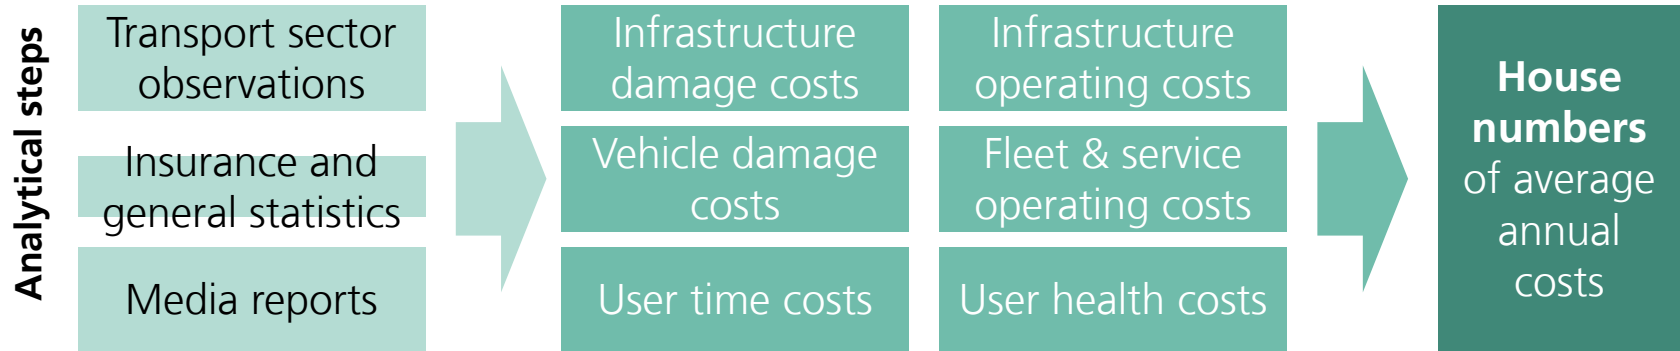 Analytical steps
Transport sector
observations
Insurance and
general statistics
Media reports
Infrastructure
damage costs
Infrastructure
operating costs
Vehicle damage
costs
Fleet & service
operating costs
User time costs
User health costs
House
numbers
of average
annual
costs